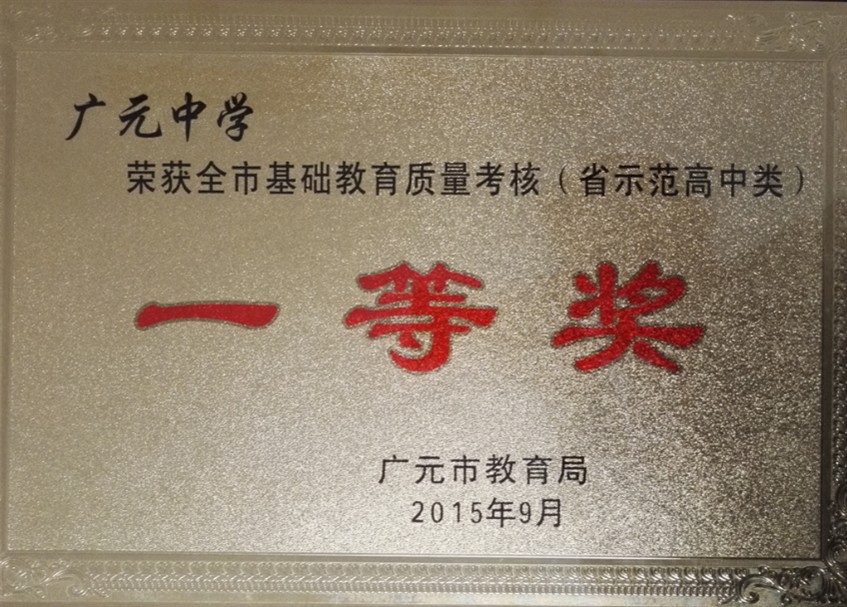 广元中学
荣获全市基础教育质量考核（省示范高中类）
一等奖
广元市教育局
2015年9月